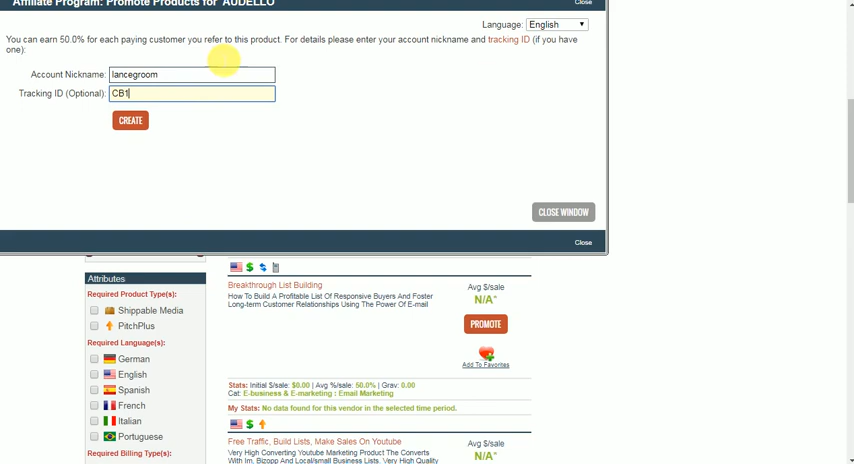 Affiliate Program: Promote Products for 'AUDELLO'
Close
Language: English
You can earn 50.0% for each paying customer you refer to this product. For details please enter your account nickname and tracking ID (if you have
one):
Account Nickname: lancegroom
Tracking ID (Optional): CB1
CREATE
CLOSE WINDOW
Close
Attributes
Required Product Type(s):
Shippable Media
PitchPlus
Required Language(s):
German
English
Spanish
French
Italian
Portuguese
Required Billing Type(s):
Breakthrough List Building
How To Build A Profitable List Of Responsive Buyers And Foster
Long-term Customer Relationships Using The Power Of E-mail
Avg $/sale
N/A^
PROMOTE
Add To Favorites
Stats: Initial $/sale: $0.00 | Avg %/sale: 50.0% | Grav: 0.00
Cat: E-business & E-marketing : Email Marketing
My Stats: No data found for this vendor in the selected time period.
Free Traffic, Build Lists, Make Sales On Youtube
Very High Converting Youtube Marketing Product The Converts
With Im, Bizopp And Local/small Business Lists. Very High Quality
Avg $/sale
N/A^